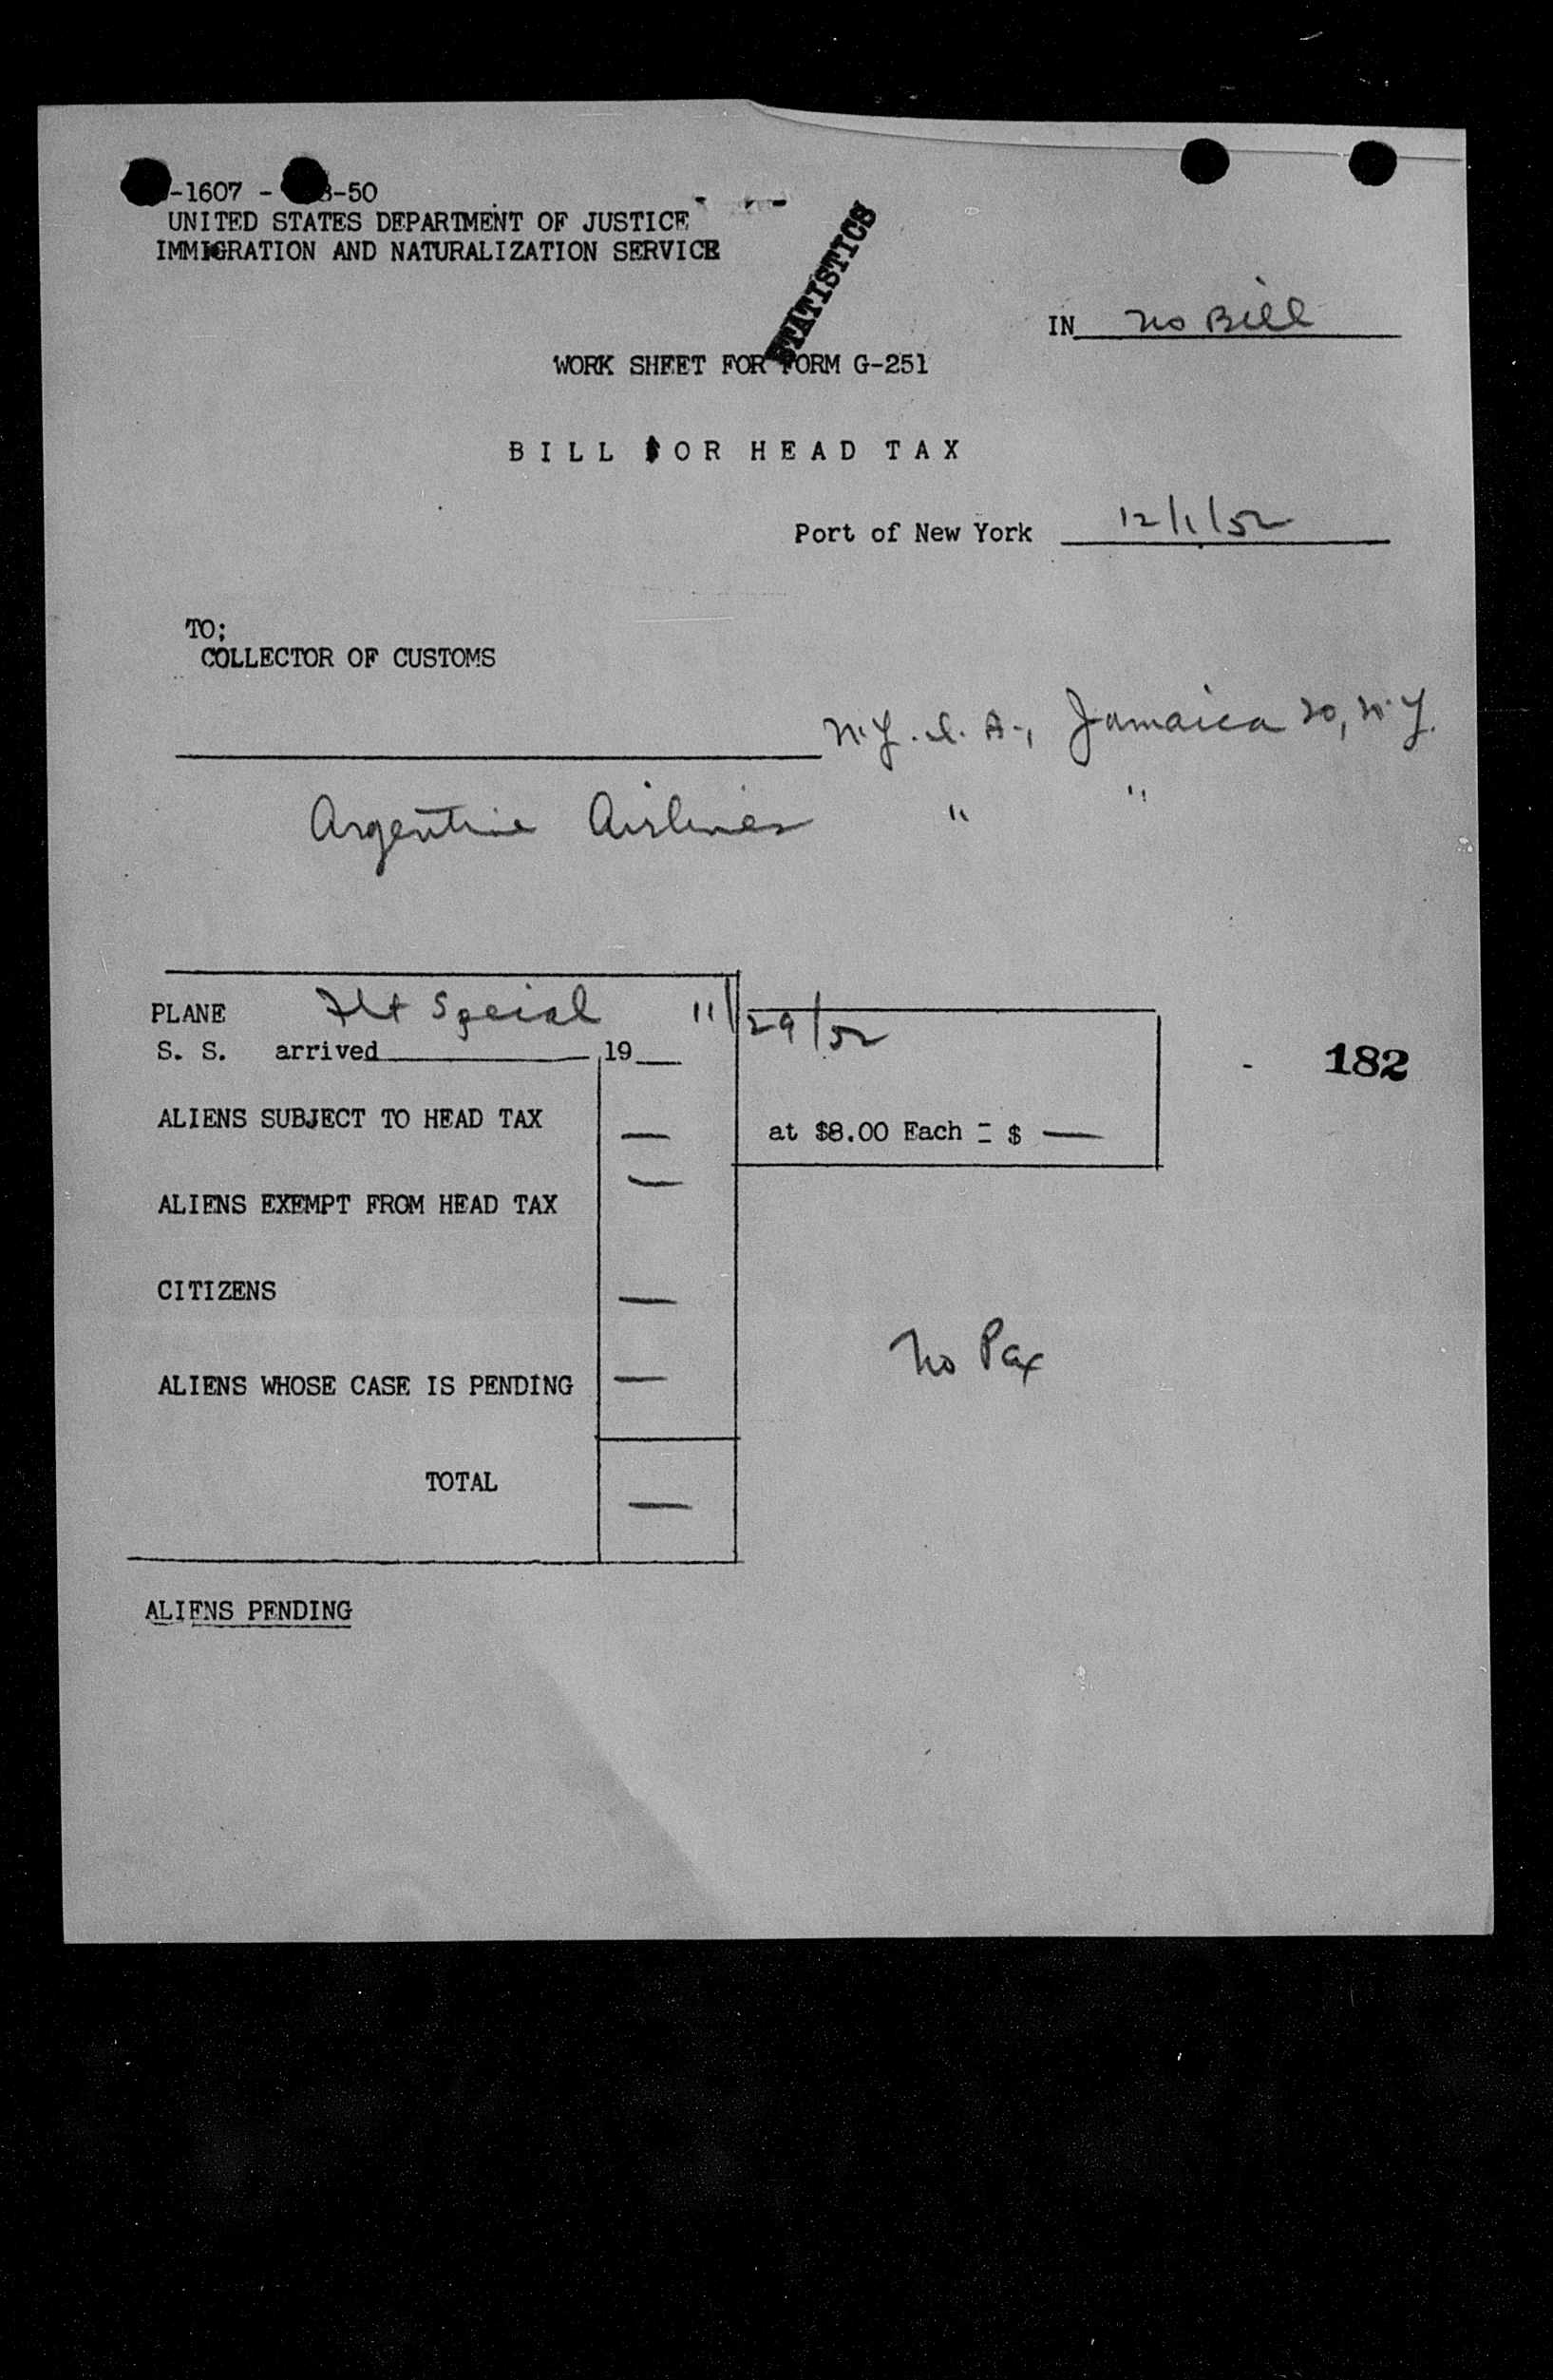 -1607 - 8-50
UNITED STATES DEPARTMENT OF JUSTICE
IMMIGRATION AND NATURALIZATION SERVICE
STATISTICS
IN No Bill
WORK SHEET FOR FORM G-251
BILL FOR HEAD TAX
Port of New York 12/1/52
TO:
COLLECTOR OF CUSTOMS
N.Y.I.A., Jamaica 20, N.Y.
Argentine Airlines " "
PLANE Flt Special 11/29/52
S. S. arrived 19
182
ALIENS SUBJECT TO HEAD TAX — at $8.00 Each = $ —
ALIENS EXEMPT FROM HEAD TAX —
CITIZENS —
No Pax
ALIENS WHOSE CASE IS PENDING —
TOTAL —
ALIENS PENDING